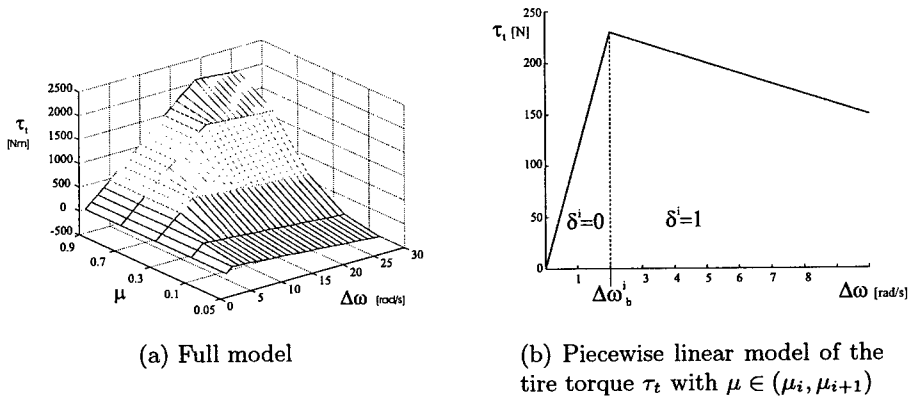 2500
2000
1500
1000
500
0
-500
τt
[Nm]
0.9
0.7
0.3
0.1
0.05
μ
0
5
10
15
20
25
30
Δω [rad/s]
(a) Full model
τt [N]
250
200
150
100
50
0
δi=0
δi=1
1
Δωib
3
4
5
6
7
8
Δω [rad/s]
(b) Piecewise linear model of the
tire torque τt with μ ∈ (μi, μi+1)